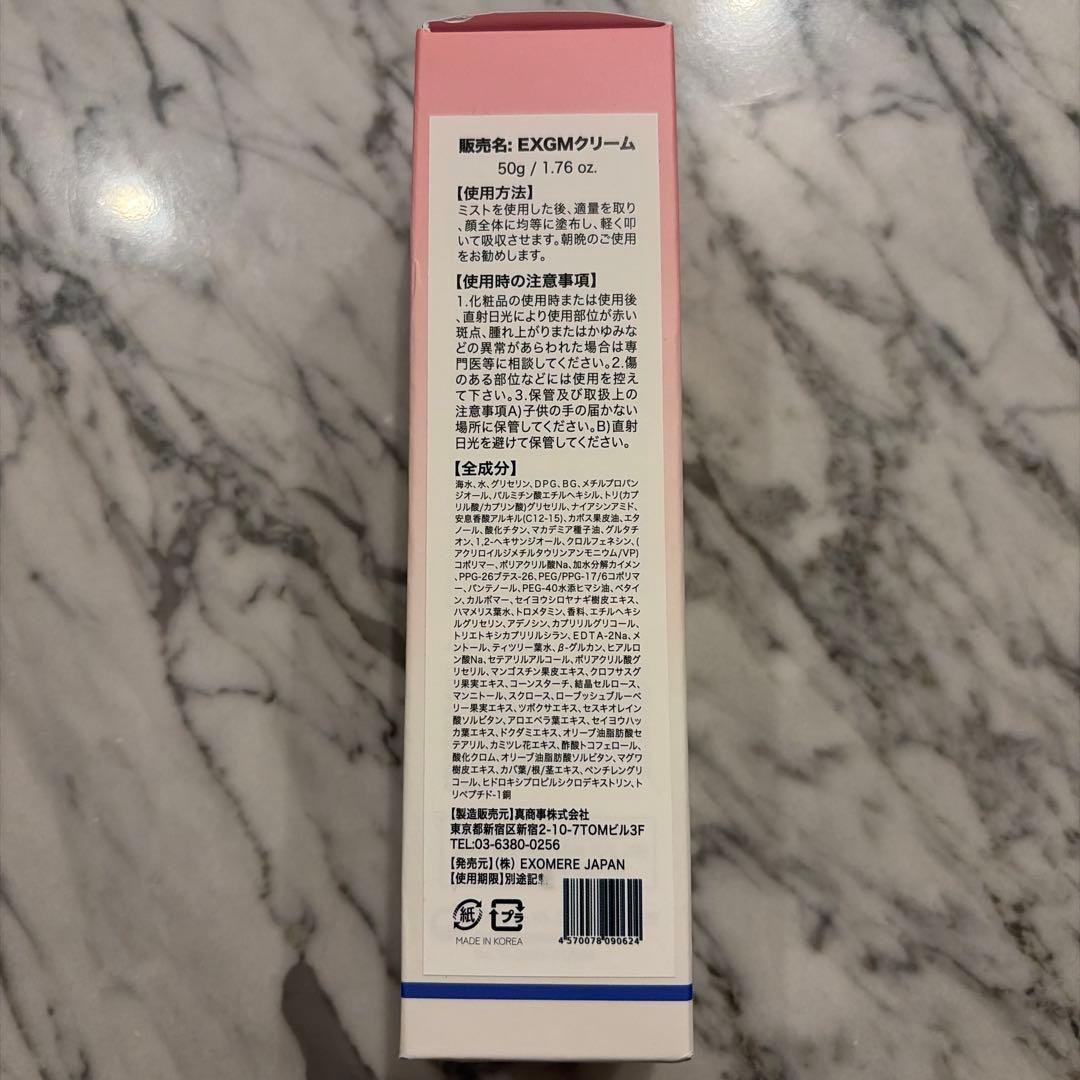 販売名: EXGMクリーム
50g / 1.76 oz.
【使用方法】
ミストを使用した後、適量を取り
、顔全体に均等に塗布し、軽く叩
いて吸収させます。朝晩のご使用
をお勧めします。
【使用時の注意事項】
1.化粧品の使用時または使用後
、直射日光により使用部位が赤い
斑点、腫れ上がりまたはかゆみな
どの異常があらわれた場合は専
門医等に相談してください。2.傷
のある部位などには使用を控え
て下さい。3.保管及び取扱上の
注意事項A)子供の手の届かない
場所に保管してください。B)直射
日光を避けて保管してください。
【全成分】
海水、水、グリセリン、DPG、BG、メチルプロパン
ジオール、パルミチン酸エチルヘキシル、トリ(カプ
リル酸/カプリン酸)グリセリル、ナイアシンアミド、
安息香酸アルキル(C12-15)、カボス果皮油、エタ
ノール、酸化チタン、マカデミア種子油、グルタチ
オン、1,2-ヘキサンジオール、クロルフェネシン、(
アクリロイルジメチルタウリンアンモニウム/VP)
コポリマー、ポリアクリル酸Na、加水分解カイメン
、PPG-26ブテス-26、PEG/PPG-17/6コポリマ
ー、パンテノール、PEG-40水添ヒマシ油、ベタイ
ン、カルボマー、セイヨウシロヤナギ樹皮エキス、
ハマメリス葉水、トロメタミン、香料、エチルヘキシ
ルグリセリン、アデノシン、カプリリルグリコール、
トリエトキシカプリリルシラン、EDTA-2Na、メ
ントール、ティツリー葉水、β-グルカン、ヒアルロ
ン酸Na、セテアリルアルコール、ポリアクリル酸グ
リセリル、マンゴスチン果皮エキス、クロフサスグ
リ果実エキス、コーンスターチ、結晶セルロース、
マンニトール、スクロース、ローブッシュブルーベ
リー果実エキス、ツボクサエキス、セスキオレイン
酸ソルビタン、アロエベラ葉エキス、セイヨウハッ
カ葉エキス、ドクダミエキス、オリーブ油脂肪酸セ
テアリル、カミツレ花エキス、酢酸トコフェロール、
酸化クロム、オリーブ油脂肪酸ソルビタン、マグワ
樹皮エキス、カバ葉/根/茎エキス、ペンチレングリ
コール、ヒドロキシプロピルシクロデキストリン、ト
リペプチド-1銅
【製造販売元】真商事株式会社
東京都新宿区新宿2-10-7TOMビル3F
TEL:03-6380-0256
【発売元】(株) EXOMERE JAPAN
【使用期限】別途記
紙 プラ
MADE IN KOREA
4 570078 090624